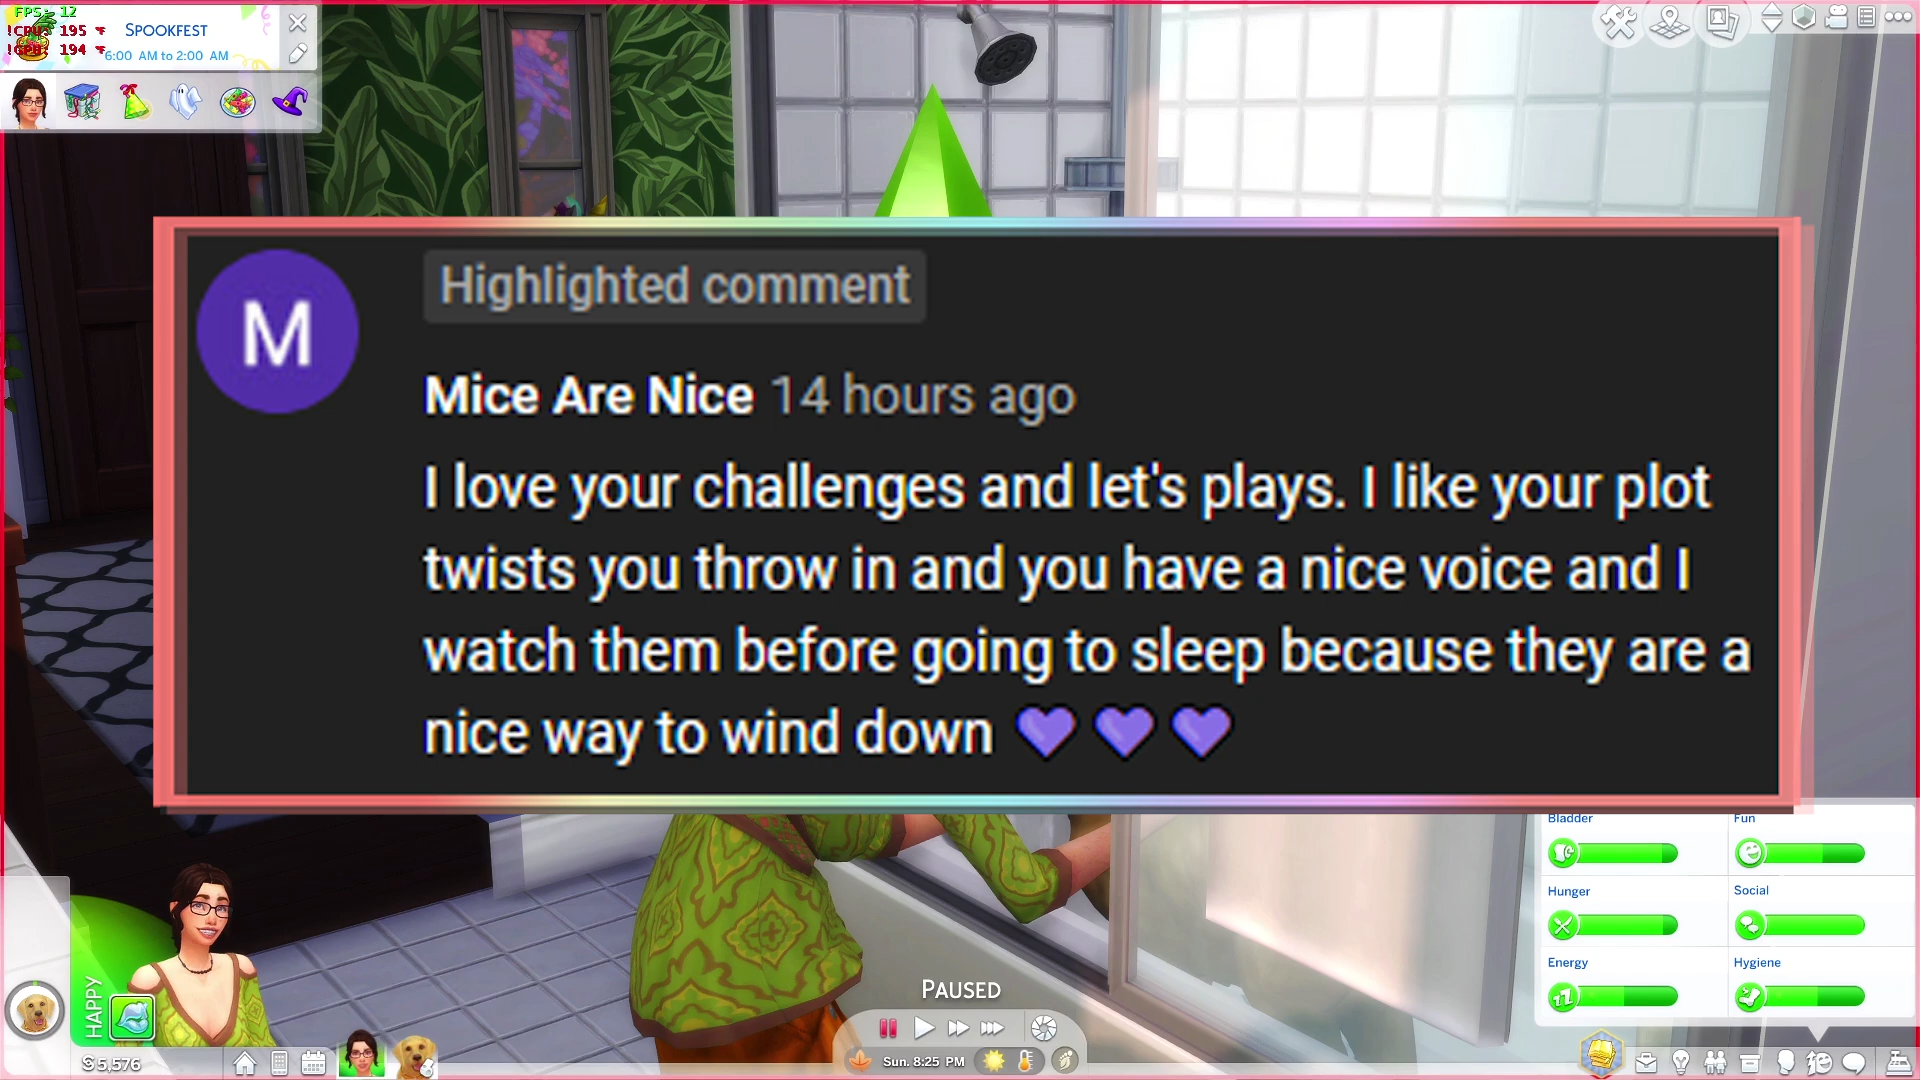 FPS: 12
!CPU: 195 °F
!GPU: 194 °F
Spookfest
6:00 AM to 2:00 AM
Highlighted comment
M
Mice Are Nice 14 hours ago
I love your challenges and let's plays. I like your plot
twists you throw in and you have a nice voice and I
watch them before going to sleep because they are a
nice way to wind down 💜 💜 💜
Bladder
Fun
Hunger
Social
Energy
Hygiene
HAPPY
Paused
§5,576
Sun. 8:25 PM